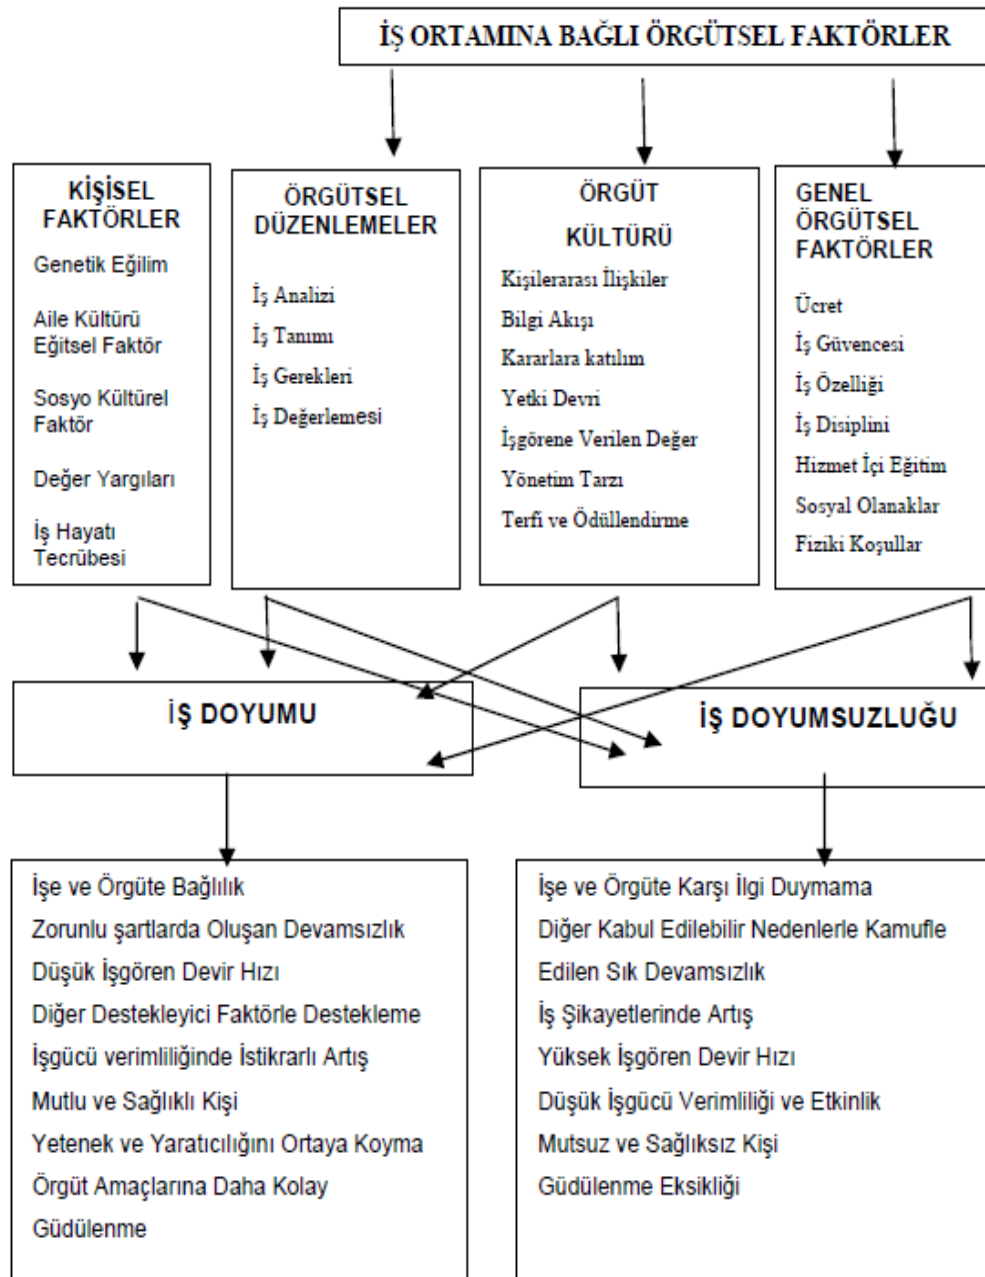 İŞ ORTAMINA BAĞLI ÖRGÜTSEL FAKTÖRLER
KİŞİSEL
FAKTÖRLER
Genetik Eğilim
Aile Kültürü
Eğitsel Faktör
Sosyo Kültürel
Faktör
Değer Yargıları
İş Hayatı
Tecrübesi
ÖRGÜTSEL
DÜZENLEMELER
İş Analizi
İş Tanımı
İş Gerekleri
İş Değerlemesi
ÖRGÜT
KÜLTÜRÜ
Kişilerarası İlişkiler
Bilgi Akışı
Kararlara katılım
Yetki Devri
İşgörene Verilen Değer
Yönetim Tarzı
Terfi ve Ödüllendirme
GENEL
ÖRGÜTSEL
FAKTÖRLER
Ücret
İş Güvencesi
İş Özelliği
İş Disiplini
Hizmet İçi Eğitim
Sosyal Olanaklar
Fiziki Koşullar
İŞ DOYUMU
İŞ DOYUMSUZLUĞU
İşe ve Örgüte Bağlılık
Zorunlu şartlarda Oluşan Devamsızlık
Düşük İşgören Devir Hızı
Diğer Destekleyici Faktörle Destekleme
İşgücü verimliliğinde İstikrarlı Artış
Mutlu ve Sağlıklı Kişi
Yetenek ve Yaratıcılığını Ortaya Koyma
Örgüt Amaçlarına Daha Kolay
Güdülenme
İşe ve Örgüte Karşı İlgi Duymama
Diğer Kabul Edilebilir Nedenlerle Kamufle
Edilen Sık Devamsızlık
İş Şikayetlerinde Artış
Yüksek İşgören Devir Hızı
Düşük İşgücü Verimliliği ve Etkinlik
Mutsuz ve Sağlıksız Kişi
Güdülenme Eksikliği